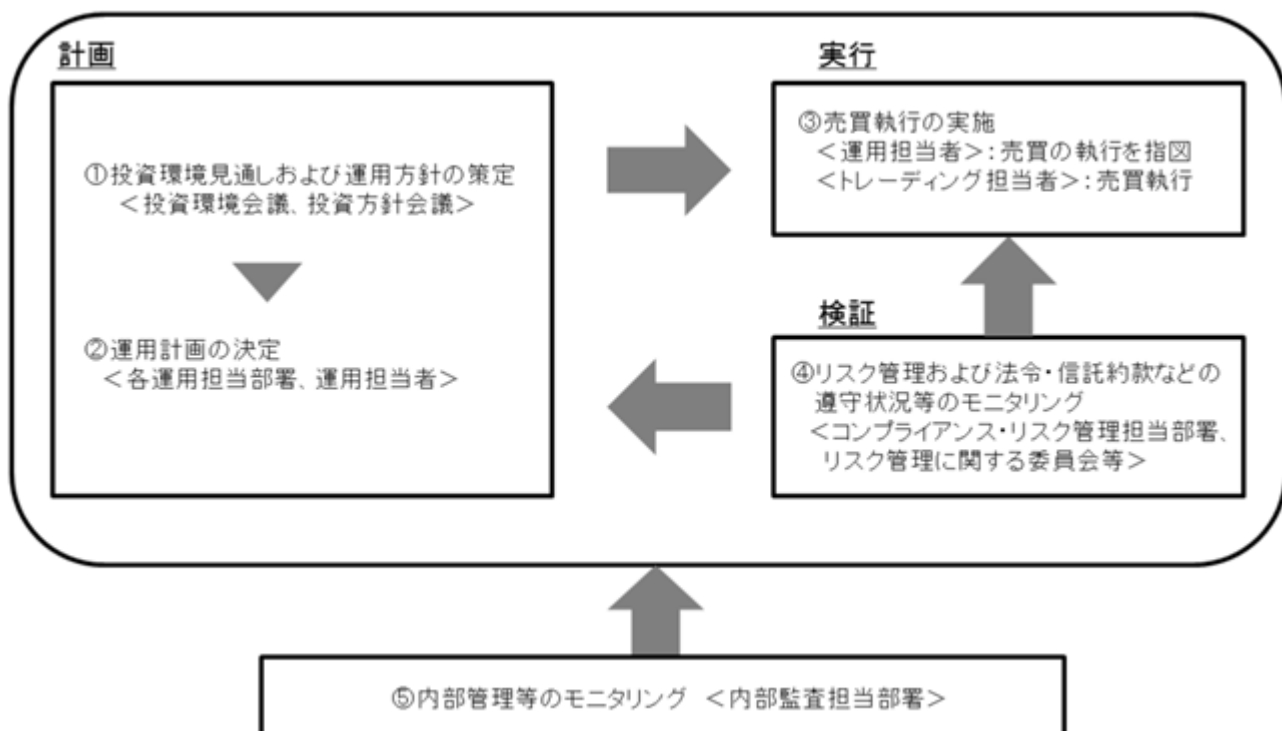 計画
①投資環境見通しおよび運用方針の策定
＜投資環境会議、投資方針会議＞
②運用計画の決定
＜各運用担当部署、運用担当者＞
実行
③売買執行の実施
＜運用担当者＞：売買の執行を指図
＜トレーディング担当者＞：売買執行
検証
④リスク管理および法令・信託約款などの
遵守状況等のモニタリング
＜コンプライアンス・リスク管理担当部署、
リスク管理に関する委員会等＞
⑤内部管理等のモニタリング ＜内部監査担当部署＞